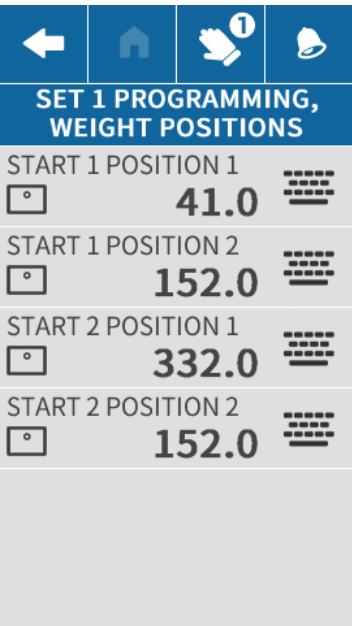 1
SET 1 PROGRAMMING,
WEIGHT POSITIONS
START 1 POSITION 1
41.0
START 1 POSITION 2
152.0
START 2 POSITION 1
332.0
START 2 POSITION 2
152.0